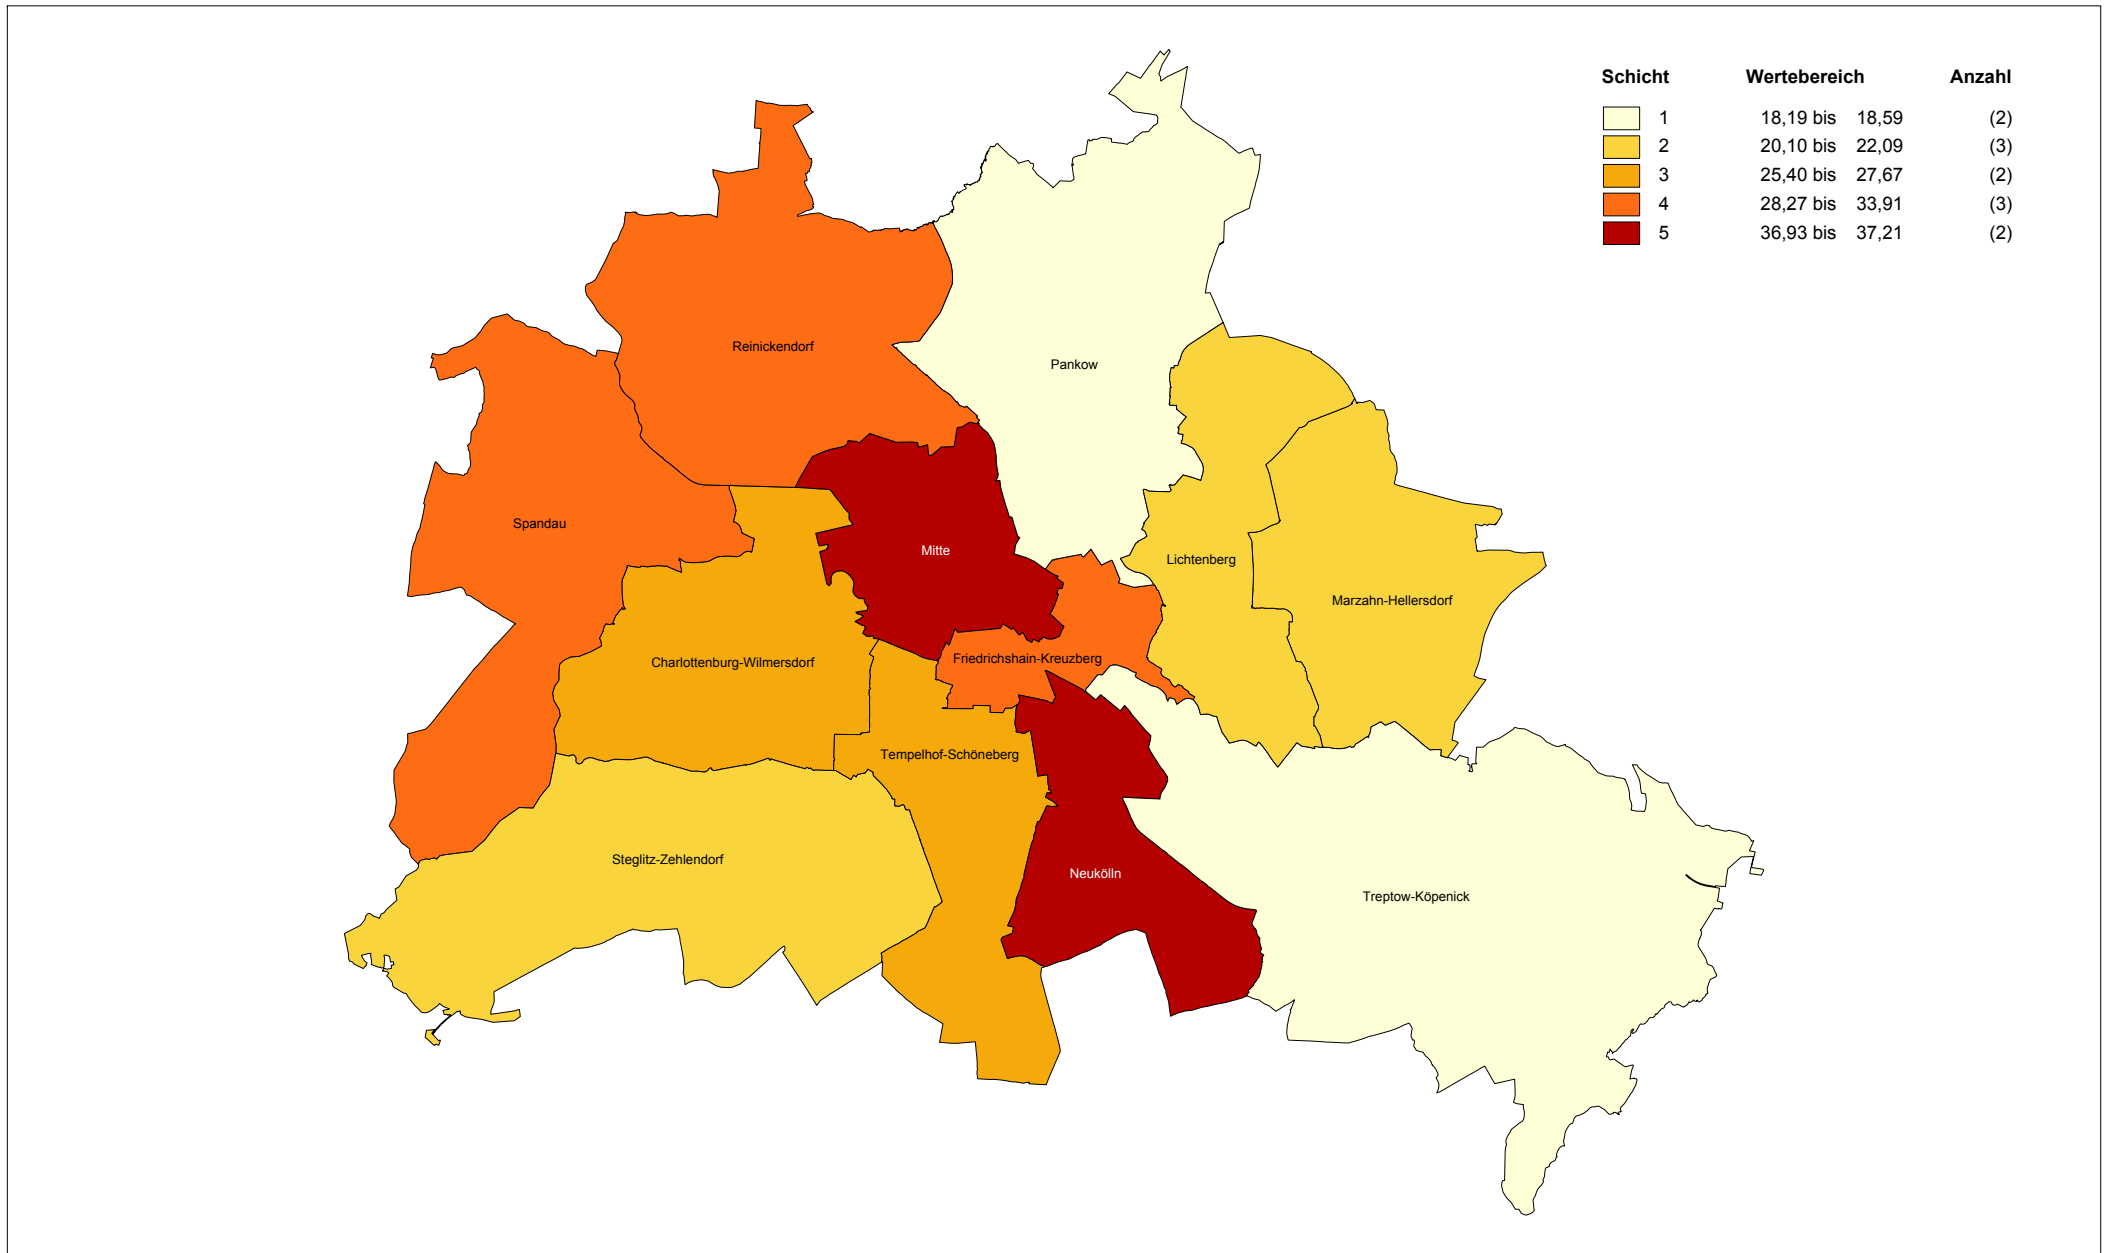 Schicht Wertebereich Anzahl
1 18,19 bis 18,59 (2)
2 20,10 bis 22,09 (3)
3 25,40 bis 27,67 (2)
4 28,27 bis 33,91 (3)
5 36,93 bis 37,21 (2)
Reinickendorf
Pankow
Spandau
Mitte
Lichtenberg
Marzahn-Hellersdorf
Charlottenburg-Wilmersdorf
Friedrichshain-Kreuzberg
Tempelhof-Schöneberg
Steglitz-Zehlendorf
Neukölln
Treptow-Köpenick